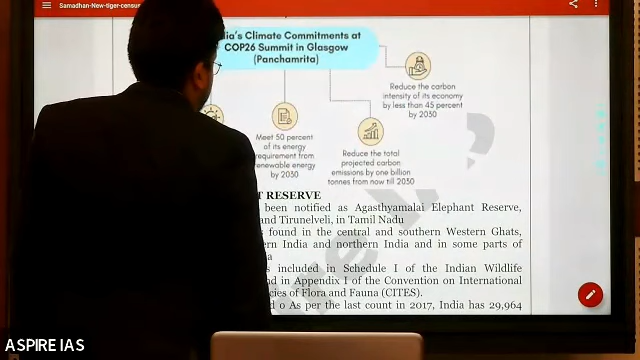 Samadhan-New-tiger-censu
ia's Climate Commitments at
COP26 Summit in Glasgow
(Panchamrita)
Reduce the carbon
intensity of its economy
by less than 45 percent
by 2030
Meet 50 percent
of its energy
requirement from
renewable energy
by 2030
Reduce the total
projected carbon
emissions by one billion
tonnes from now till 2030
T RESERVE
been notified as Agasthyamalai Elephant Reserve,
and Tirunelveli, in Tamil Nadu
s found in the central and southern Western Ghats,
ern India and northern India and in some parts of
a
s included in Schedule I of the Indian Wildlife
nd in Appendix I of the Convention on International
cies of Flora and Fauna (CITES).
d o As per the last count in 2017, India has 29,964
ASPIRE IAS